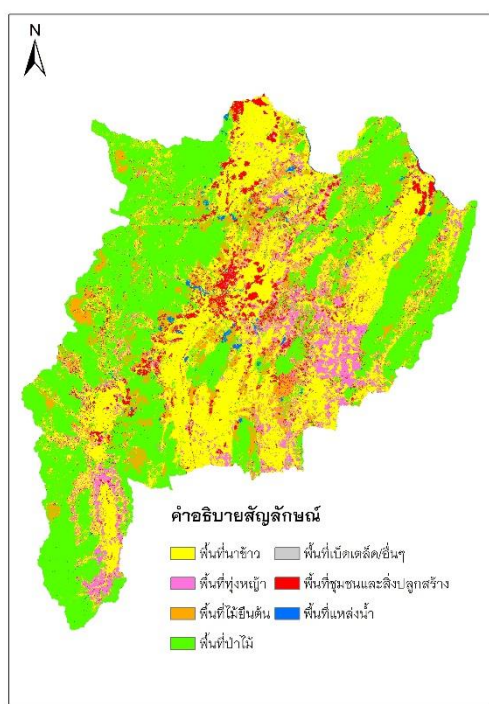 N
คำอธิบายสัญลักษณ์
พื้นที่นาข้าว พื้นที่เบ็ดเตล็ด/อื่นๆ
พื้นที่ทุ่งหญ้า พื้นที่ชุมชนและสิ่งปลูกสร้าง
พื้นที่ไม้ยืนต้น พื้นที่แหล่งน้ำ
พื้นที่ป่าไม้